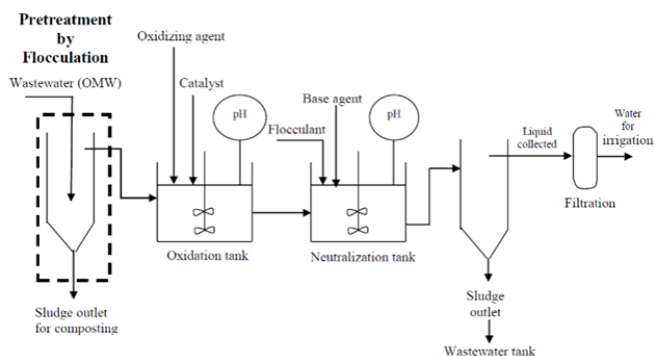 Pretreatment
by
Flocculation
Wastewater (OMW)
Sludge outlet
for composting
Oxidizing agent
Catalyst
pH
Oxidation tank
Flocculant
Base agent
pH
Neutralization tank
Sludge
outlet
Wastewater tank
Liquid
collected
Filtration
Water
for
irrigation